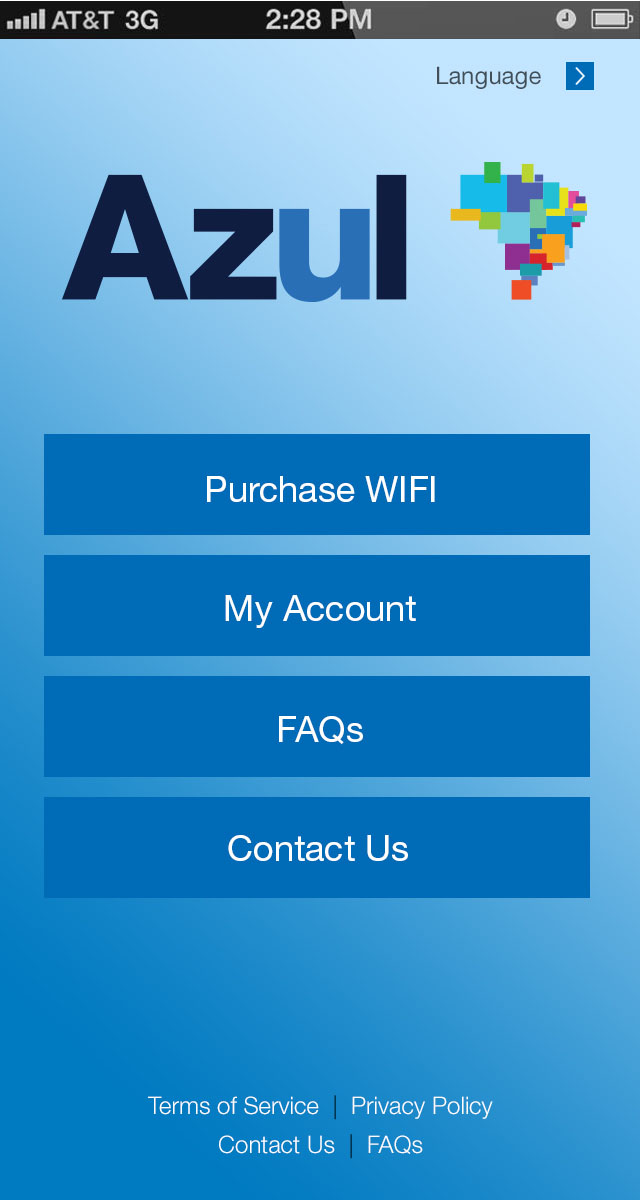 AT&T 3G 2:28 PM
Language
Azul
Purchase WIFI
My Account
FAQs
Contact Us
Terms of Service | Privacy Policy
Contact Us | FAQs